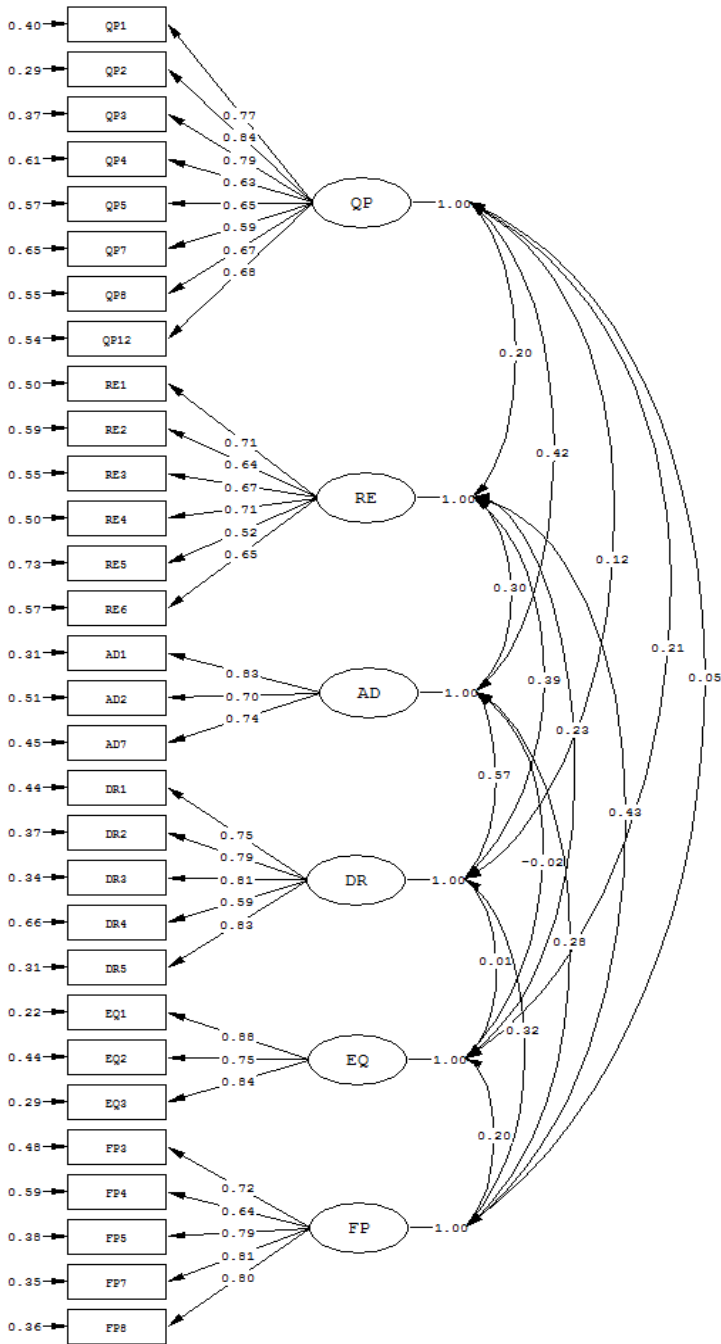 0.40 QP1
0.29 QP2
0.37 QP3
0.77
0.84
0.79
0.61 QP4
0.63
0.57 QP5
0.65
QP 1.00
0.59
0.65 QP7
0.67
0.55 QP8
0.68
0.54 QP12
0.20
0.50 RE1
0.59 RE2
0.71
0.42
0.64
0.55 RE3
0.67
RE 1.00
0.50 RE4
0.71
0.52
0.73 RE5
0.65
0.12
0.30
0.57 RE6
0.31 AD1
0.21
0.83
0.05
0.39
0.51 AD2
0.70
AD 1.00
0.74
0.23
0.45 AD7
0.57
0.44 DR1
0.43
0.37 DR2
0.75
0.79
-0.02
0.34 DR3
0.81
DR 1.00
0.59
0.66 DR4
0.83
0.28
0.31 DR5
0.01
0.22 EQ1
0.32
0.88
0.44 EQ2
0.75
EQ 1.00
0.84
0.29 EQ3
0.20
0.48 FP3
0.72
0.59 FP4
0.64
FP 1.00
0.38 FP5
0.79
0.81
0.35 FP7
0.80
0.36 FP8